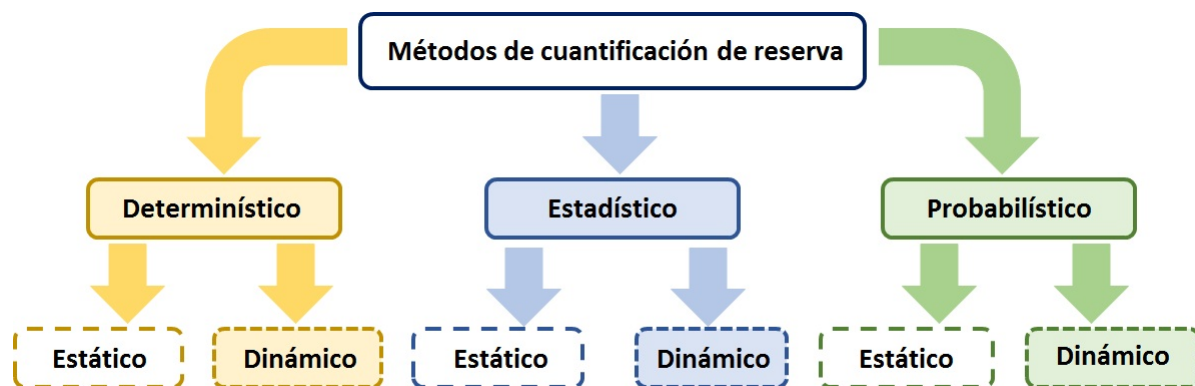 Métodos de cuantificación de reserva
Determinístico
Estadístico
Probabilístico
Estático
Dinámico
Estático
Dinámico
Estático
Dinámico